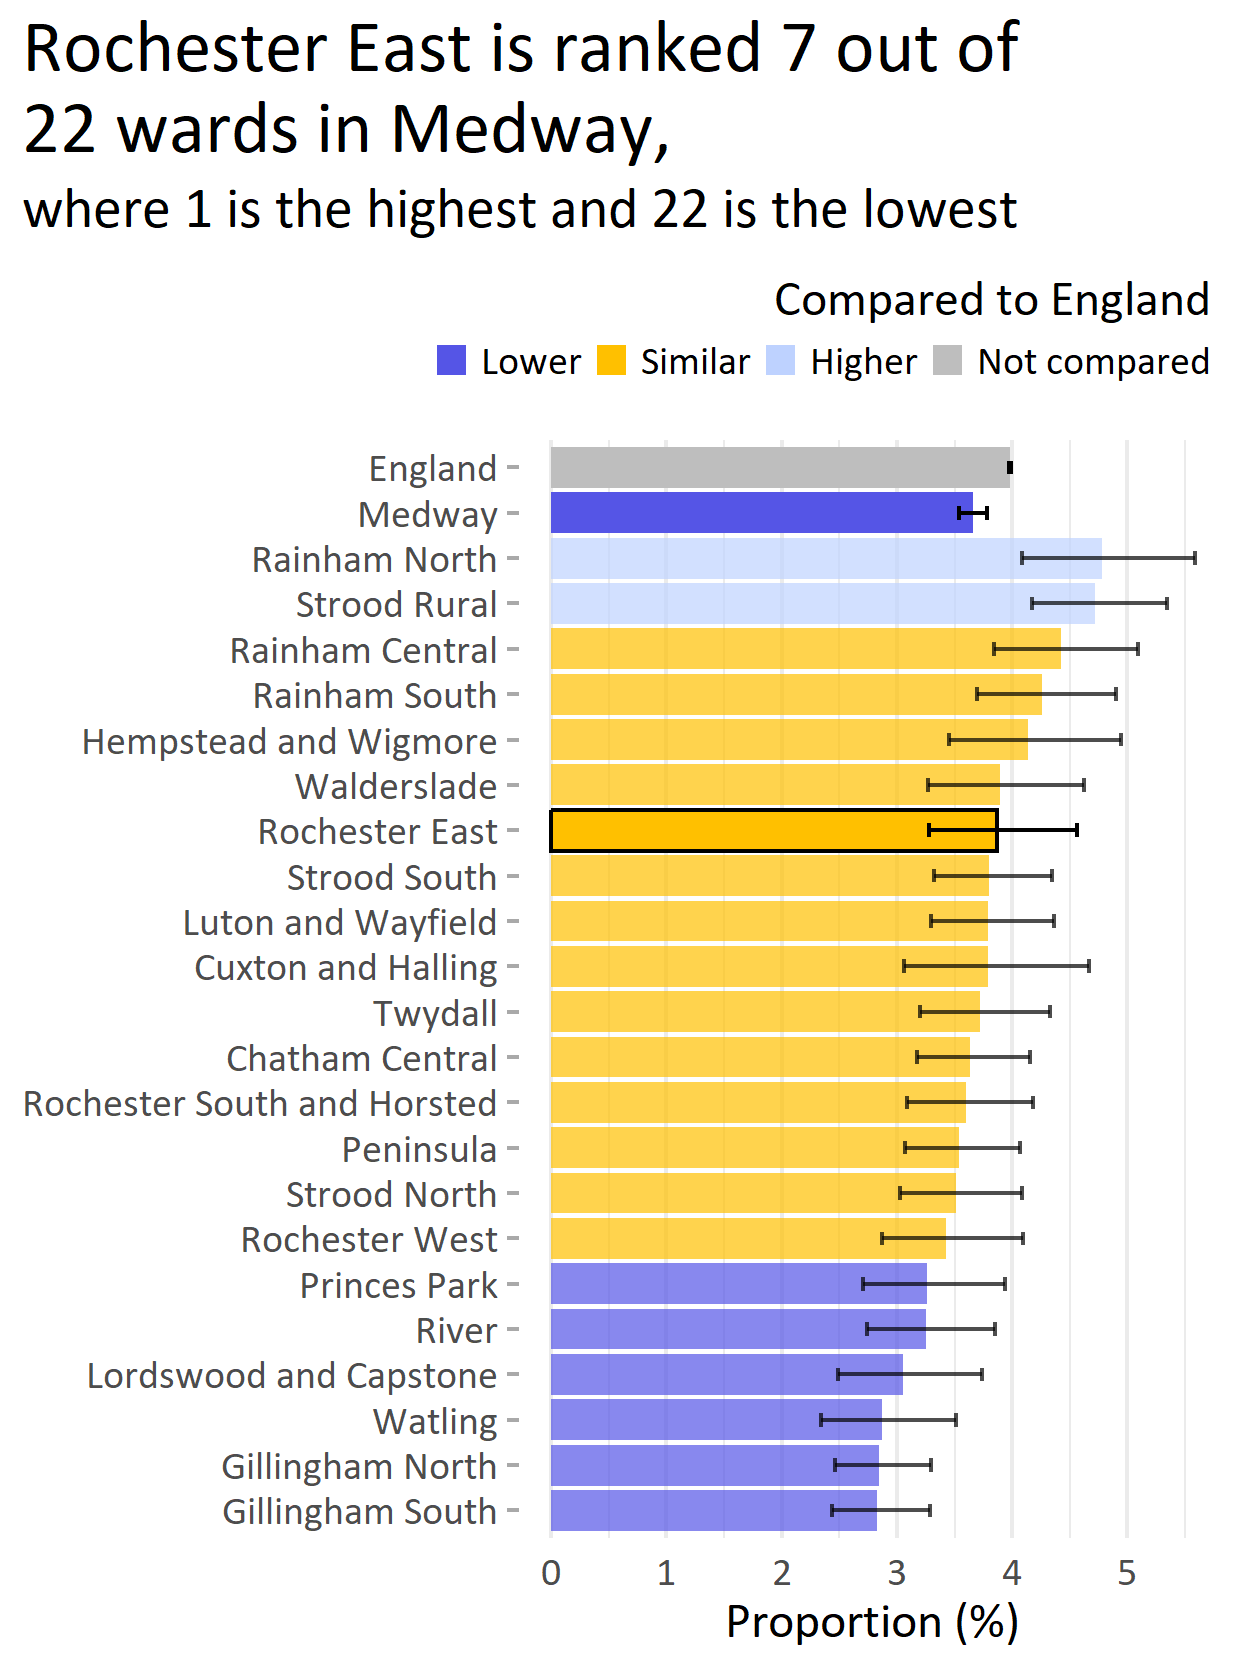 Rochester East is ranked 7 out of
22 wards in Medway,
where 1 is the highest and 22 is the lowest
Compared to England
Lower Similar Higher Not compared
England
Medway
Rainham North
Strood Rural
Rainham Central
Rainham South
Hempstead and Wigmore
Walderslade
Rochester East
Strood South
Luton and Wayfield
Cuxton and Halling
Twydall
Chatham Central
Rochester South and Horsted
Peninsula
Strood North
Rochester West
Princes Park
River
Lordswood and Capstone
Watling
Gillingham North
Gillingham South
0 1 2 3 4 5
Proportion (%)